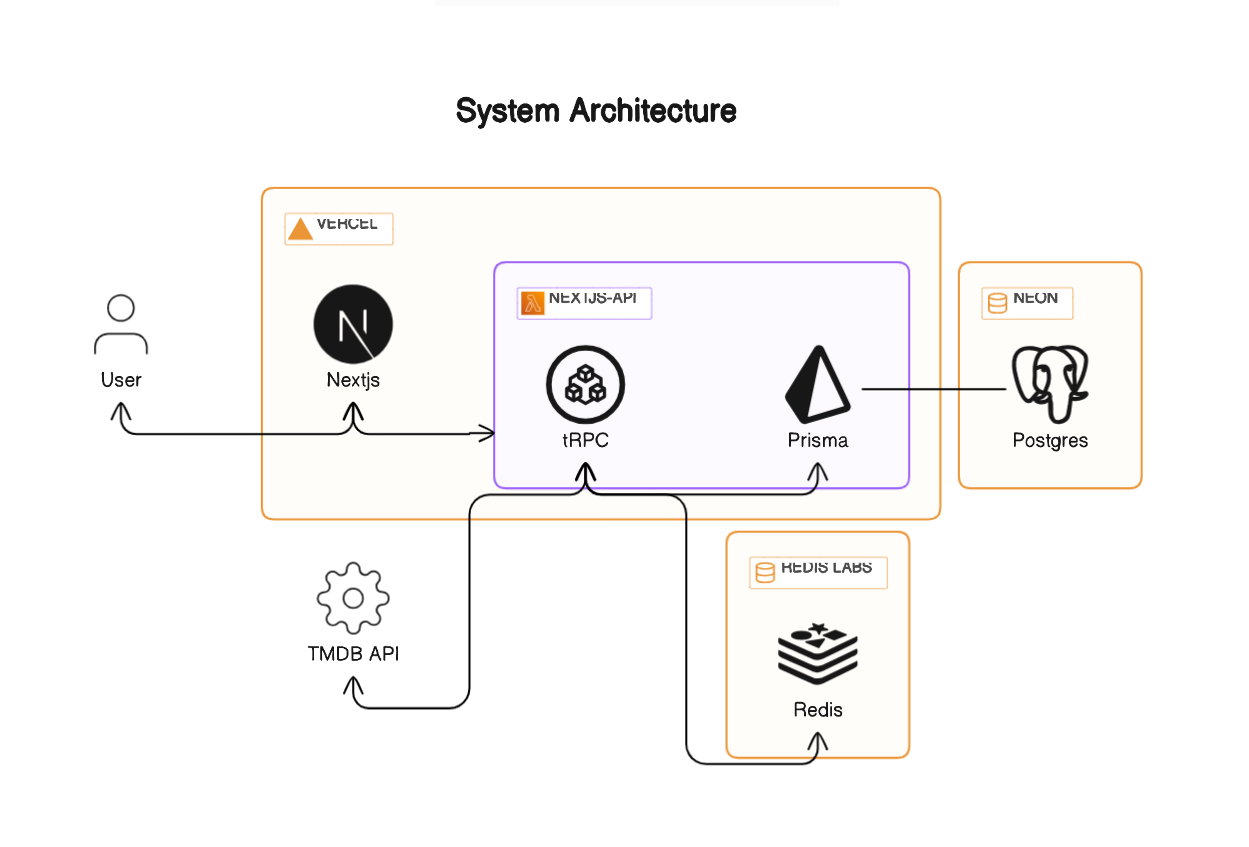 System Architecture
VERCEL
NEXTJS-API
NEON
User
Nextjs
tRPC
Prisma
Postgres
REDIS LABS
TMDB API
Redis